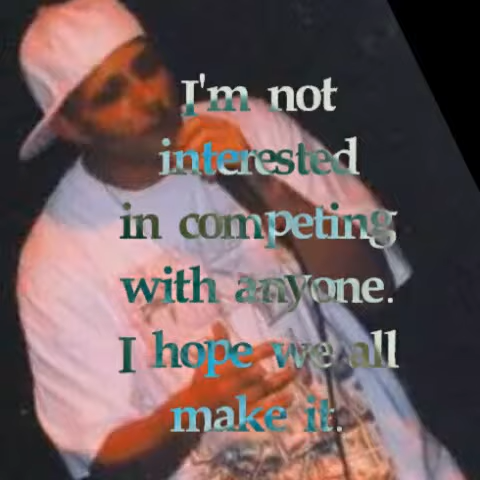 I'm not
interested
in competing
with anyone.
I hope we all
make it.